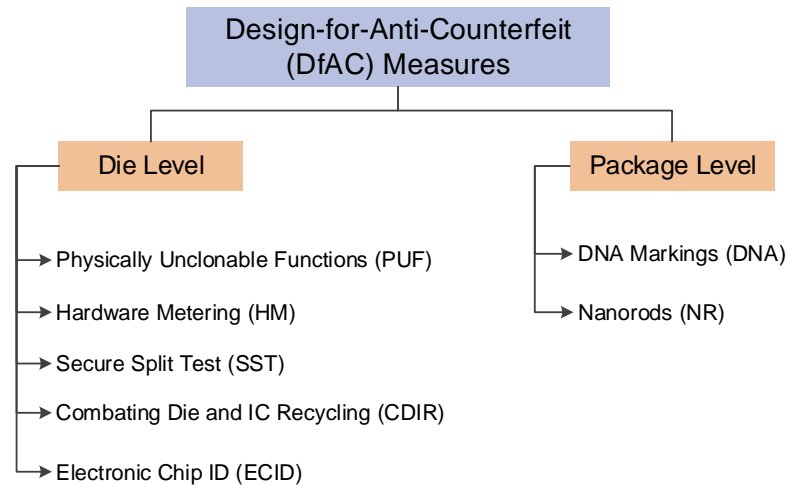 Design-for-Anti-Counterfeit
(DfAC) Measures
Die Level
Package Level
Physically Unclonable Functions (PUF)
Hardware Metering (HM)
Secure Split Test (SST)
Combating Die and IC Recycling (CDIR)
Electronic Chip ID (ECID)
DNA Markings (DNA)
Nanorods (NR)